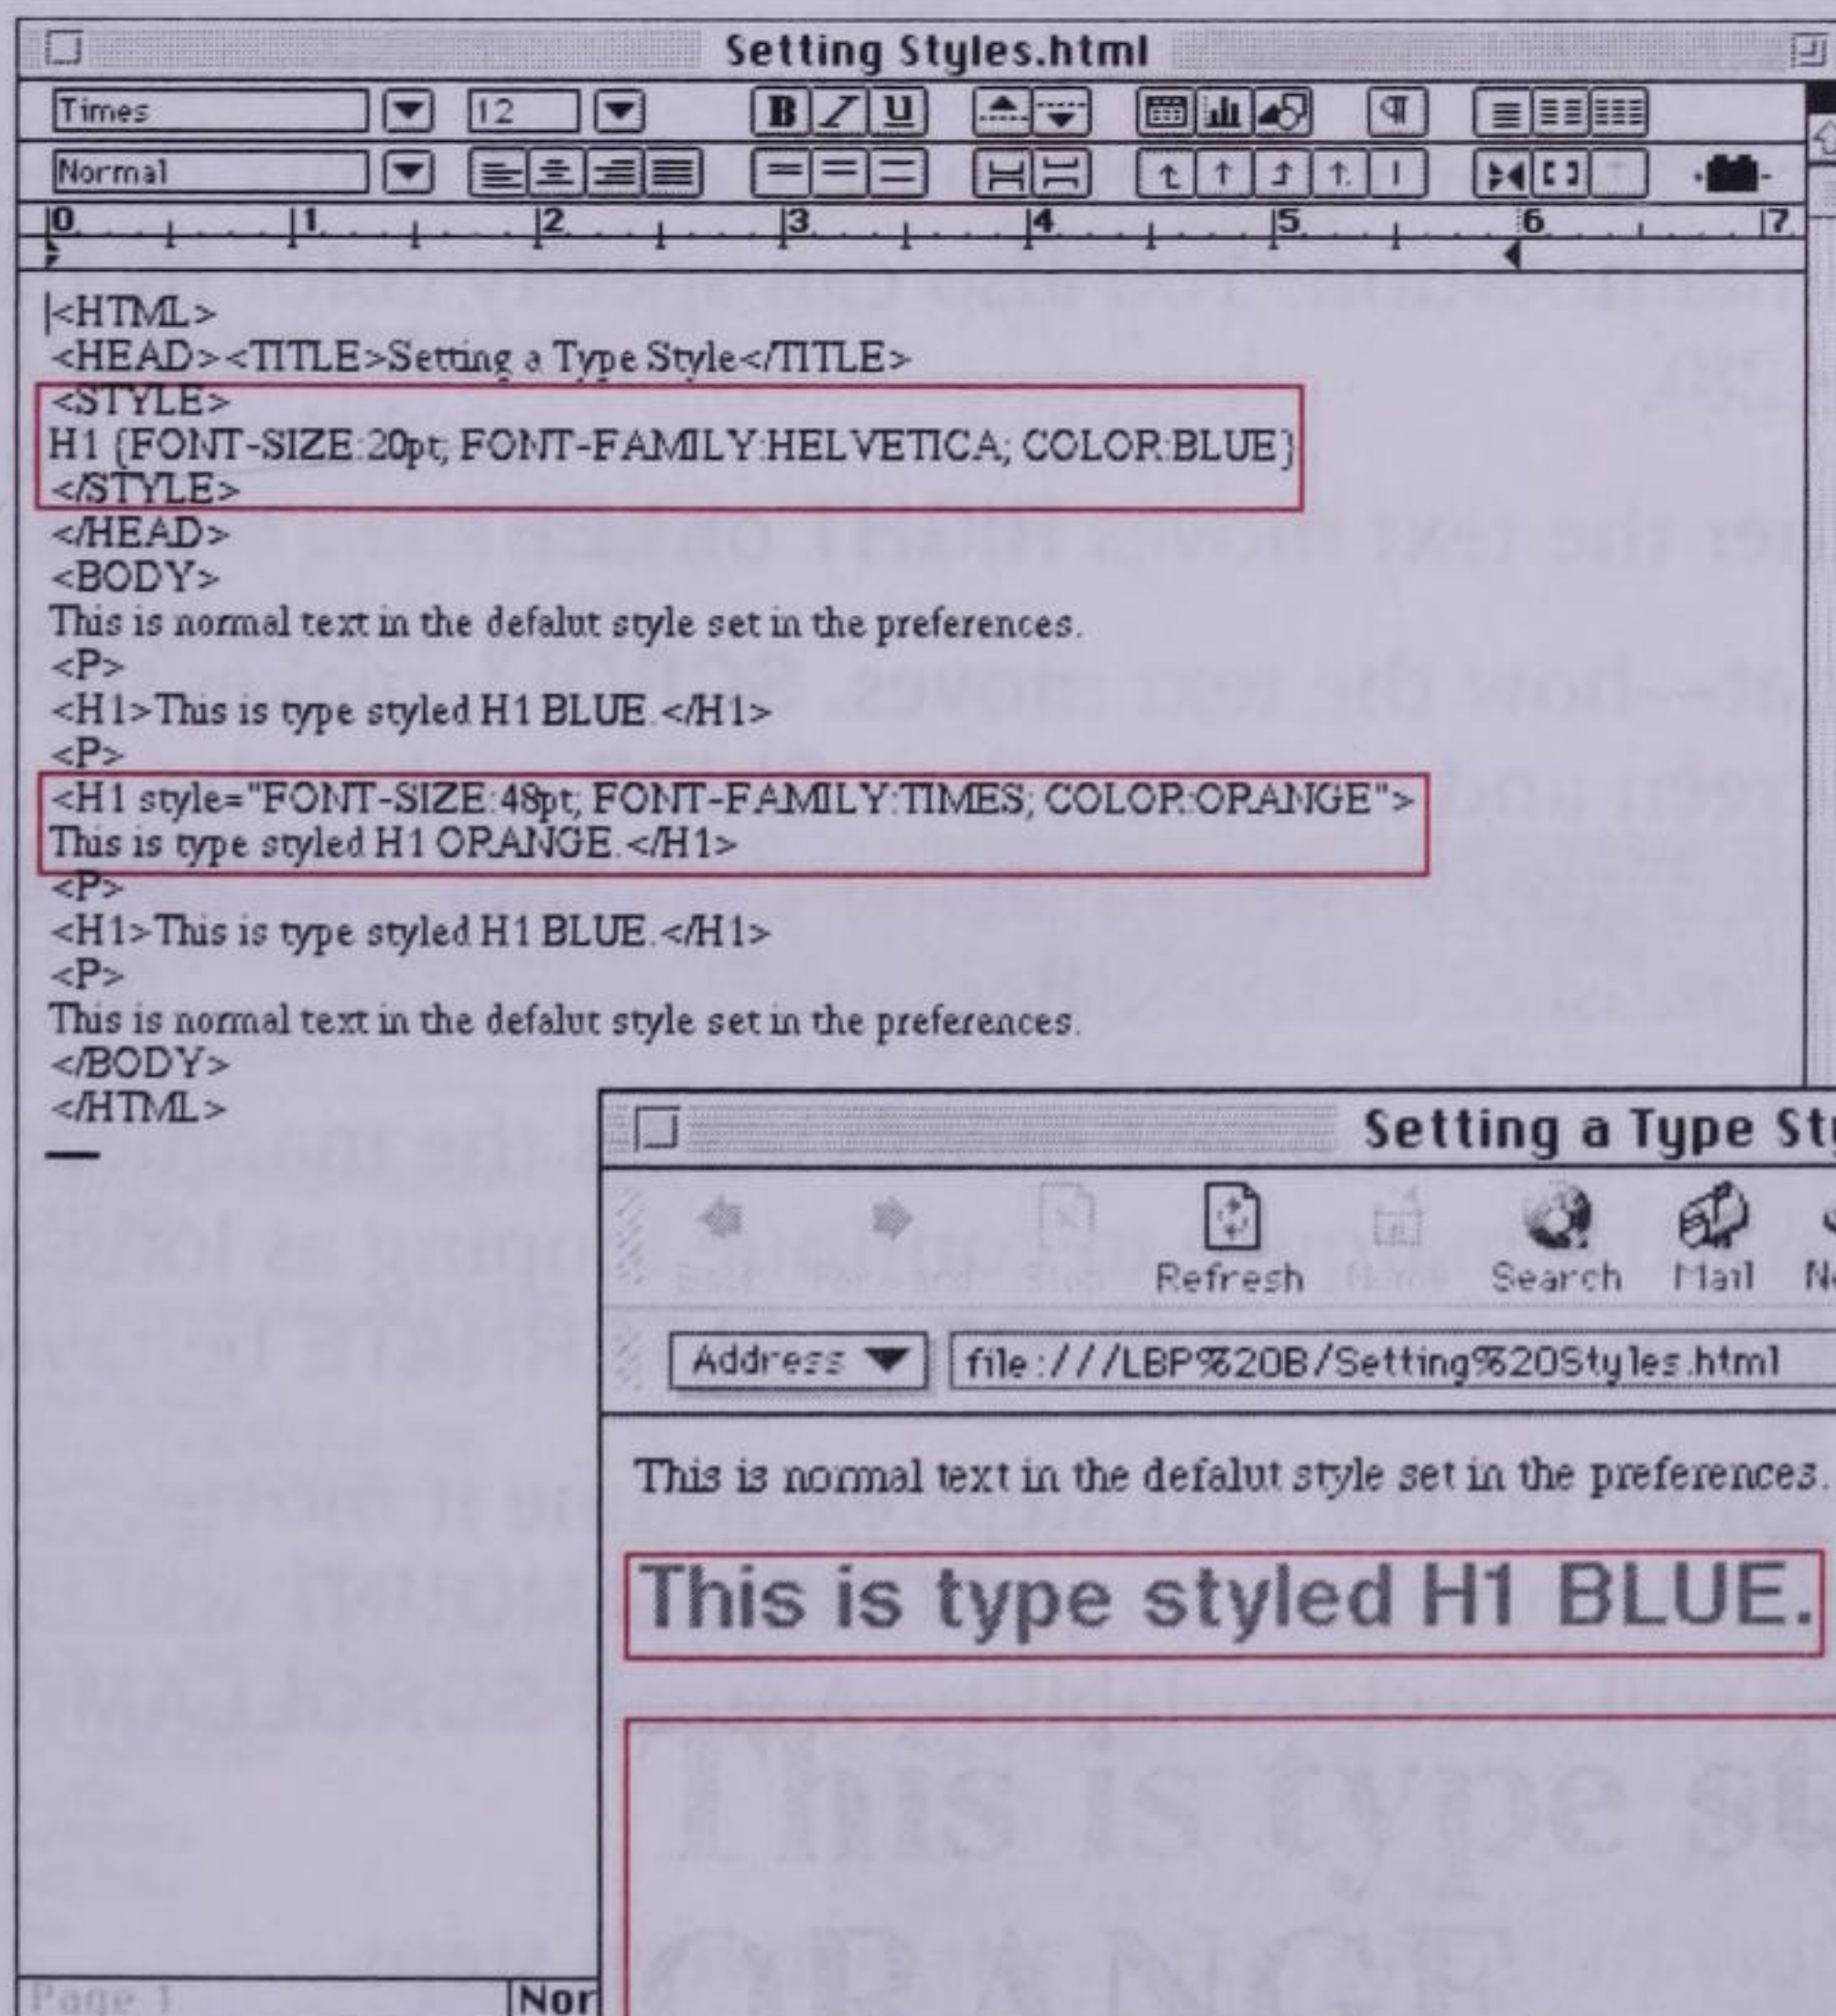 Setting Styles.html
Times 12 B I U
Normal
0 1 2 3 4 5 6 7
<HTML>
<HEAD><TITLE>Setting a Type Style</TITLE>
<STYLE>
H1 {FONT-SIZE:20pt; FONT-FAMILY:HELVETICA; COLOR:BLUE}
</STYLE>
</HEAD>
<BODY>
This is normal text in the defalut style set in the preferences.
<P>
<H1>This is type styled H1 BLUE.</H1>
<P>
<H1 style="FONT-SIZE:48pt; FONT-FAMILY:TIMES; COLOR:ORANGE">
This is type styled H1 ORANGE.</H1>
<P>
<H1>This is type styled H1 BLUE.</H1>
<P>
This is normal text in the defalut style set in the preferences.
</BODY>
</HTML>
Setting a Type Sty
Back Forward Stop Refresh Home Search Mail
Address file:///LBP%20B/Setting%20Styles.html
This is normal text in the defalut style set in the preferences.
This is type styled H1 BLUE.
This is type st
ORANGE
Page 1 Nor